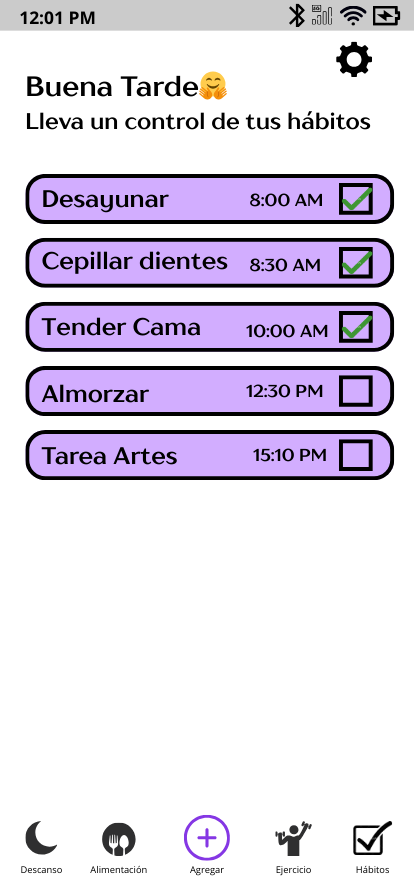 12:01 PM
Buena Tarde🤗
Lleva un control de tus hábitos
Desayunar 8:00 AM
Cepillar dientes 8:30 AM
Tender Cama 10:00 AM
Almorzar 12:30 PM
Tarea Artes 15:10 PM
Descanso Alimentación Agregar Ejercicio Hábitos